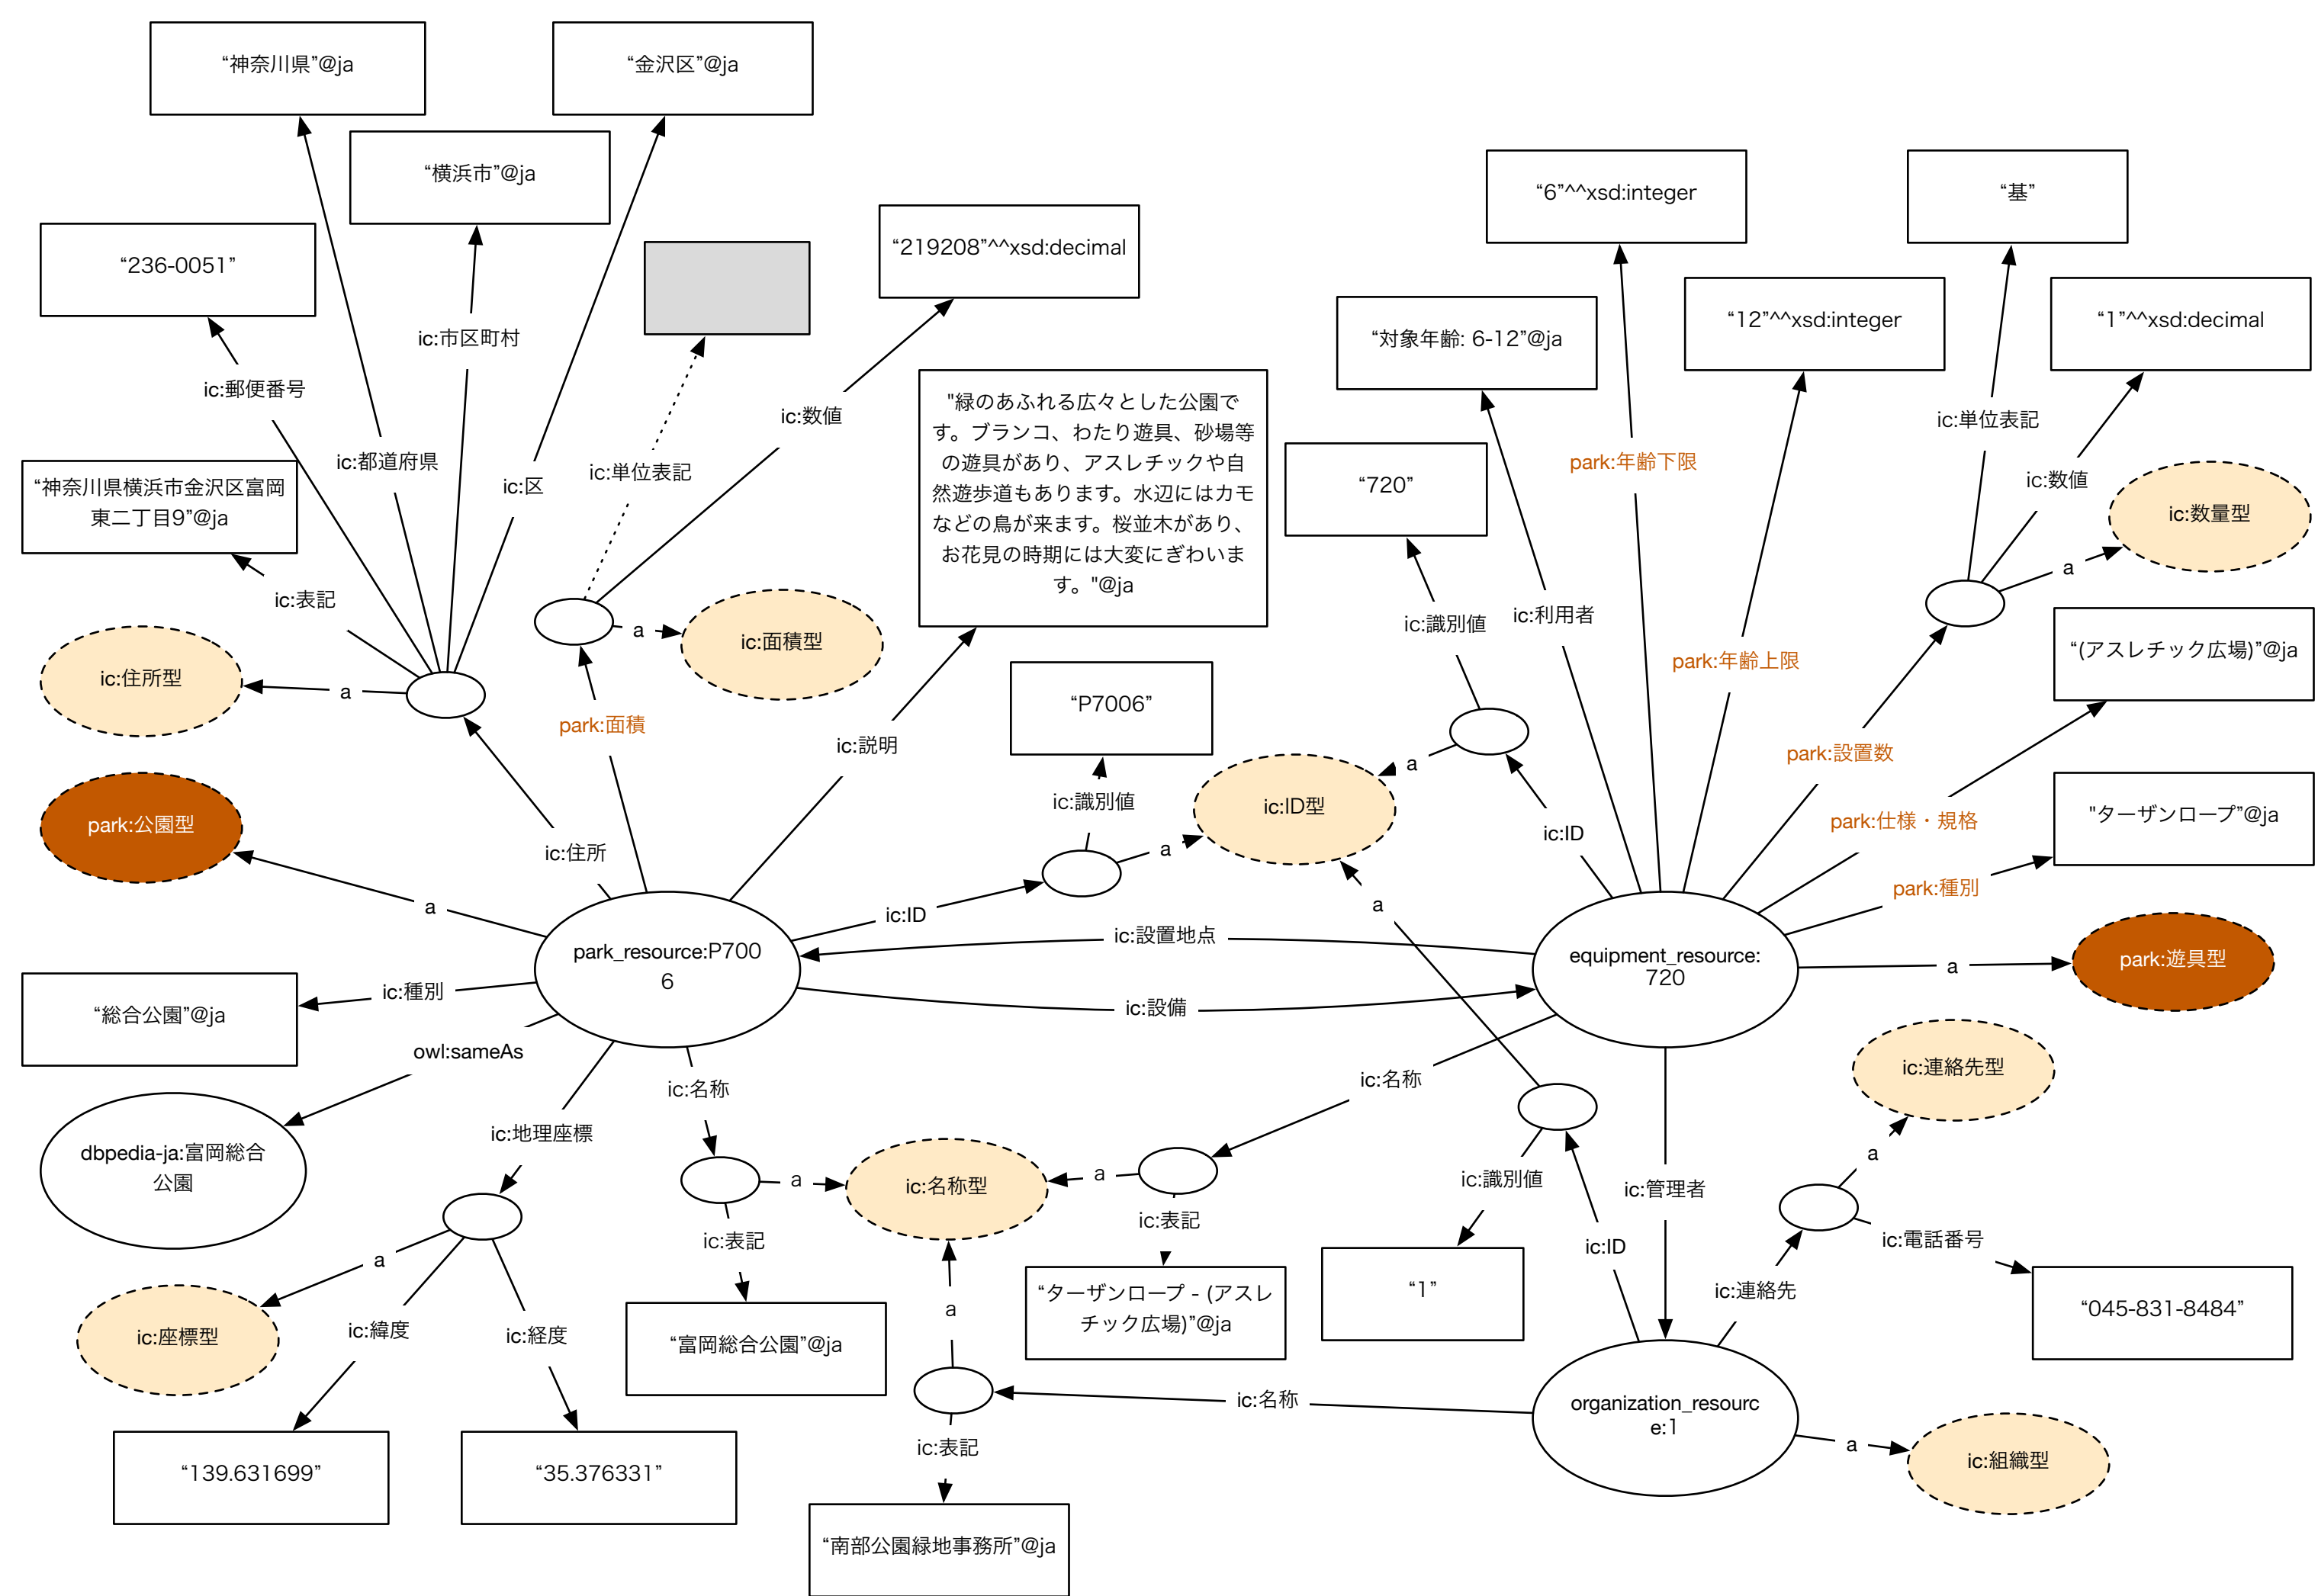 “神奈川県”@ja
“金沢区”@ja
“横浜市”@ja
“6”^^xsd:integer
“基”
“236-0051”
“219208”^^xsd:decimal
“対象年齢: 6-12”@ja
“12”^^xsd:integer
“1”^^xsd:decimal
ic:市区町村
ic:郵便番号
ic:数値
"緑のあふれる広々とした公園で
す。ブランコ、わたり遊具、砂場等
の遊具があり、アスレチックや自
然遊歩道もあります。水辺にはカモ
などの鳥が来ます。桜並木があり、
お花見の時期には大変にぎわいま
す。"@ja
ic:単位表記
ic:都道府県
ic:区
ic:単位表記
park:年齢下限
“720”
ic:数値
ic:数量型
“神奈川県横浜市金沢区富岡
東二丁目9”@ja
ic:表記
a
ic:面積型
ic:識別値
ic:利用者
a
“(アスレチック広場)”@ja
ic:住所型
a
park:面積
ic:説明
“P7006”
park:年齢上限
park:設置数
a
ic:識別値
ic:ID型
park:公園型
ic:住所
a
ic:ID
park:仕様・規格
"ターザンロープ”@ja
park:種別
a
ic:ID
a
ic:設置地点
park_resource:P700
6
equipment_resource:
720
a
park:遊具型
ic:種別
“総合公園”@ja
ic:設備
owl:sameAs
ic:名称
ic:名称
ic:連絡先型
dbpedia-ja:富岡総合
公園
ic:地理座標
a
ic:名称型
a
ic:識別値
ic:管理者
a
ic:表記
ic:表記
ic:ID
ic:電話番号
a
ic:座標型
ic:緯度
ic:経度
“富岡総合公園”@ja
a
“ターザンロープ - (アスレ
チック広場)”@ja
“1”
ic:連絡先
“045-831-8484”
ic:名称
organization_resourc
e:1
ic:表記
a
ic:組織型
“139.631699”
“35.376331”
“南部公園緑地事務所”@ja